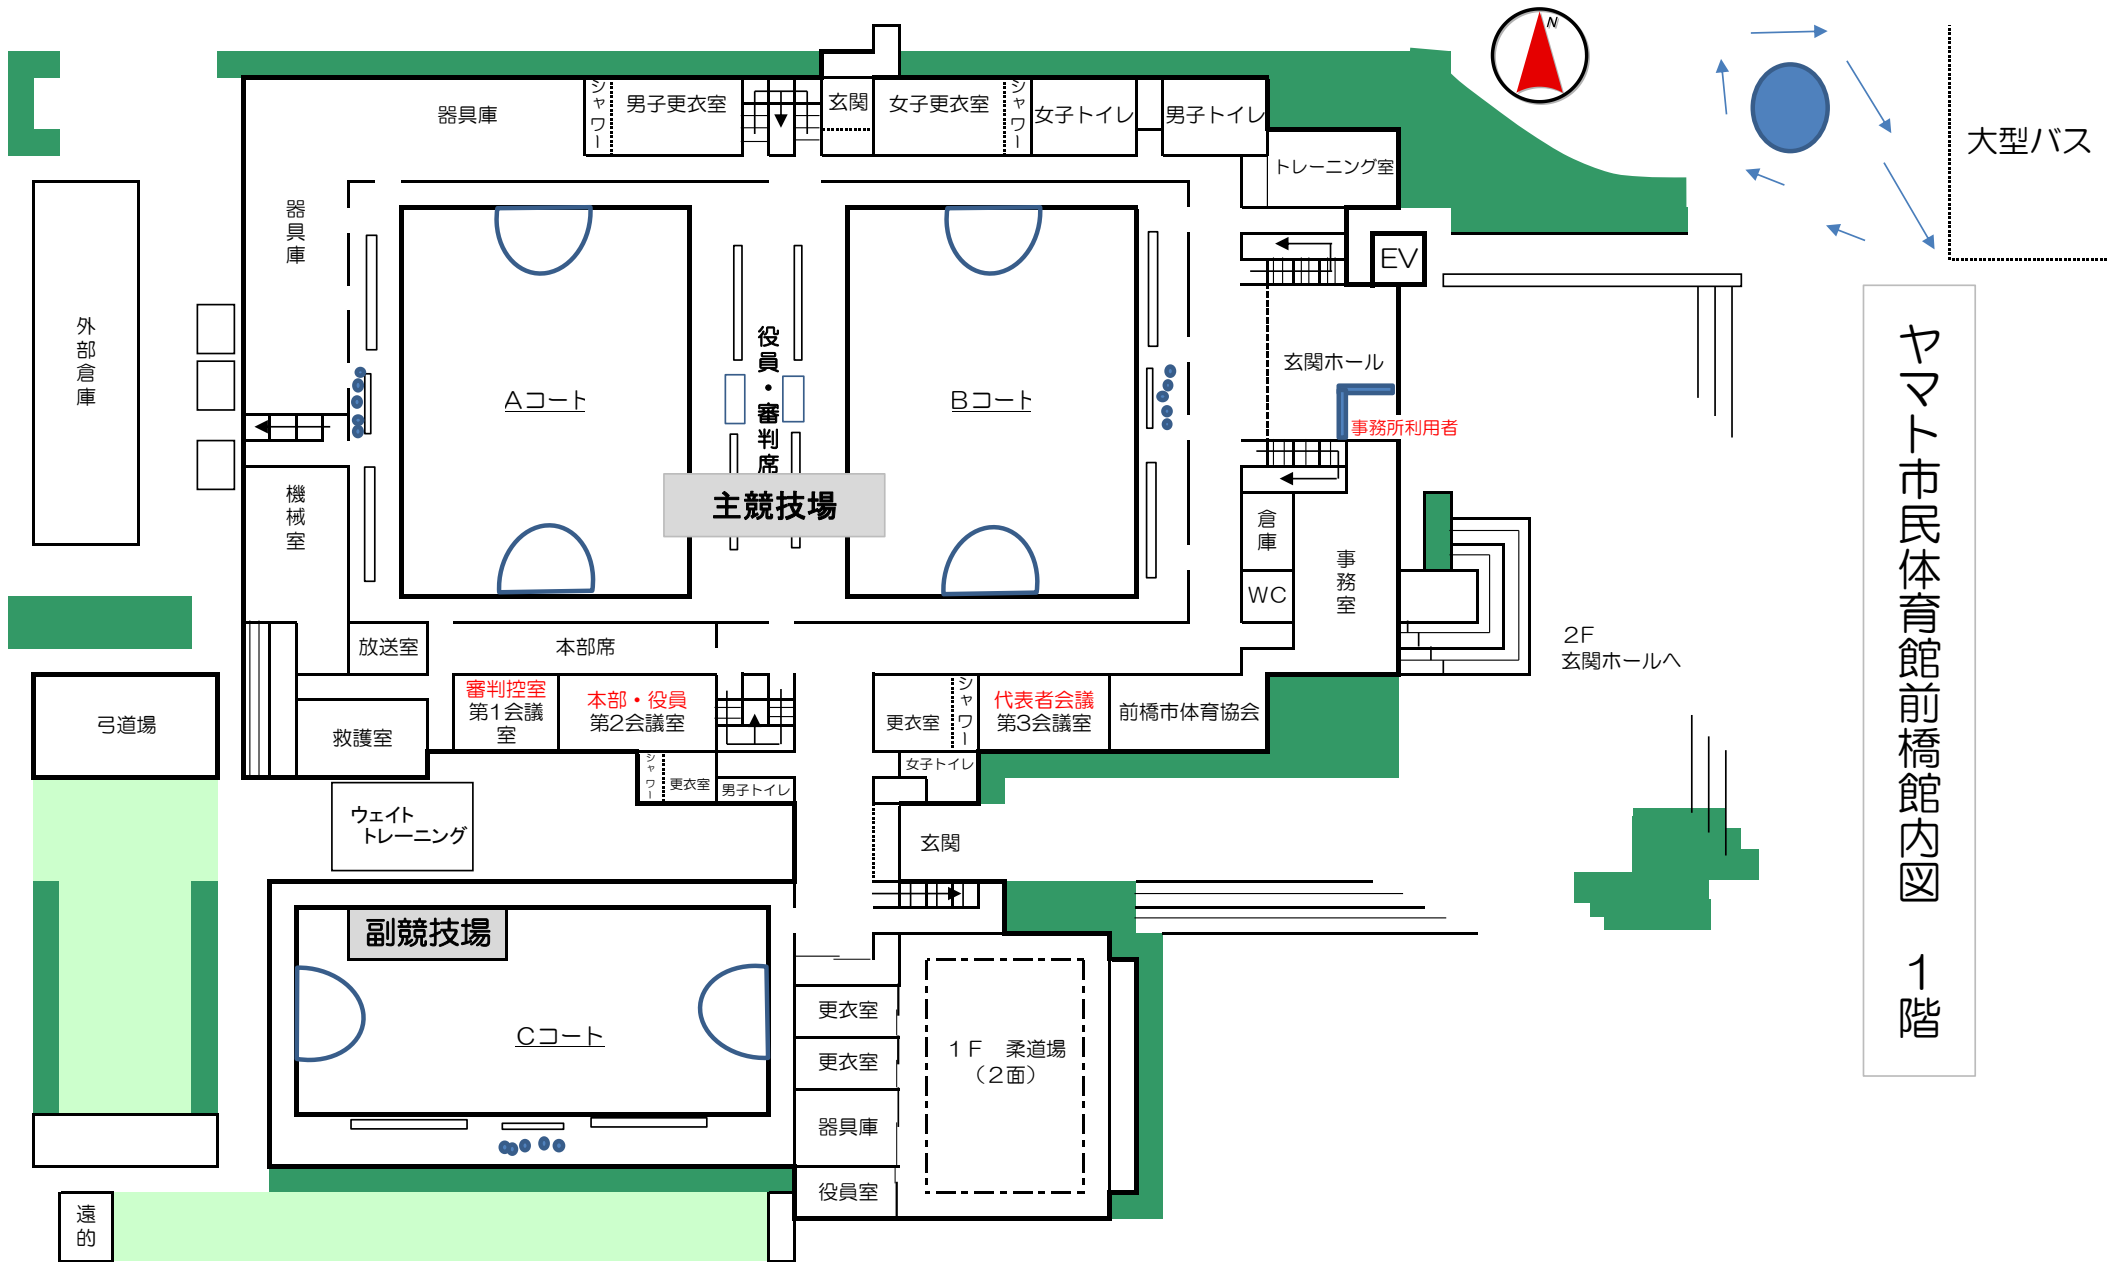 N
大型バス
シャワー
男子更衣室
玄関
女子更衣室
シャワー
女子トイレ
男子トイレ
器具庫
トレーニング室
器具庫
EV
外部倉庫
役員・審判席
玄関ホール
Aコート
Bコート
事務所利用者
主競技場
機械室
倉庫
事務室
WC
放送室
本部席
2F
玄関ホールへ
審判控室
第1会議
室
本部・役員
第2会議室
更衣室
シャワー
代表者会議
第3会議室
前橋市体育協会
弓道場
救護室
シャワー
更衣室
男子トイレ
女子トイレ
ウェイト
トレーニング
玄関
副競技場
Cコート
更衣室
更衣室
器具庫
役員室
1F 柔道場
(2面)
遠的
ヤマト市民体育館前橋館内図 1階